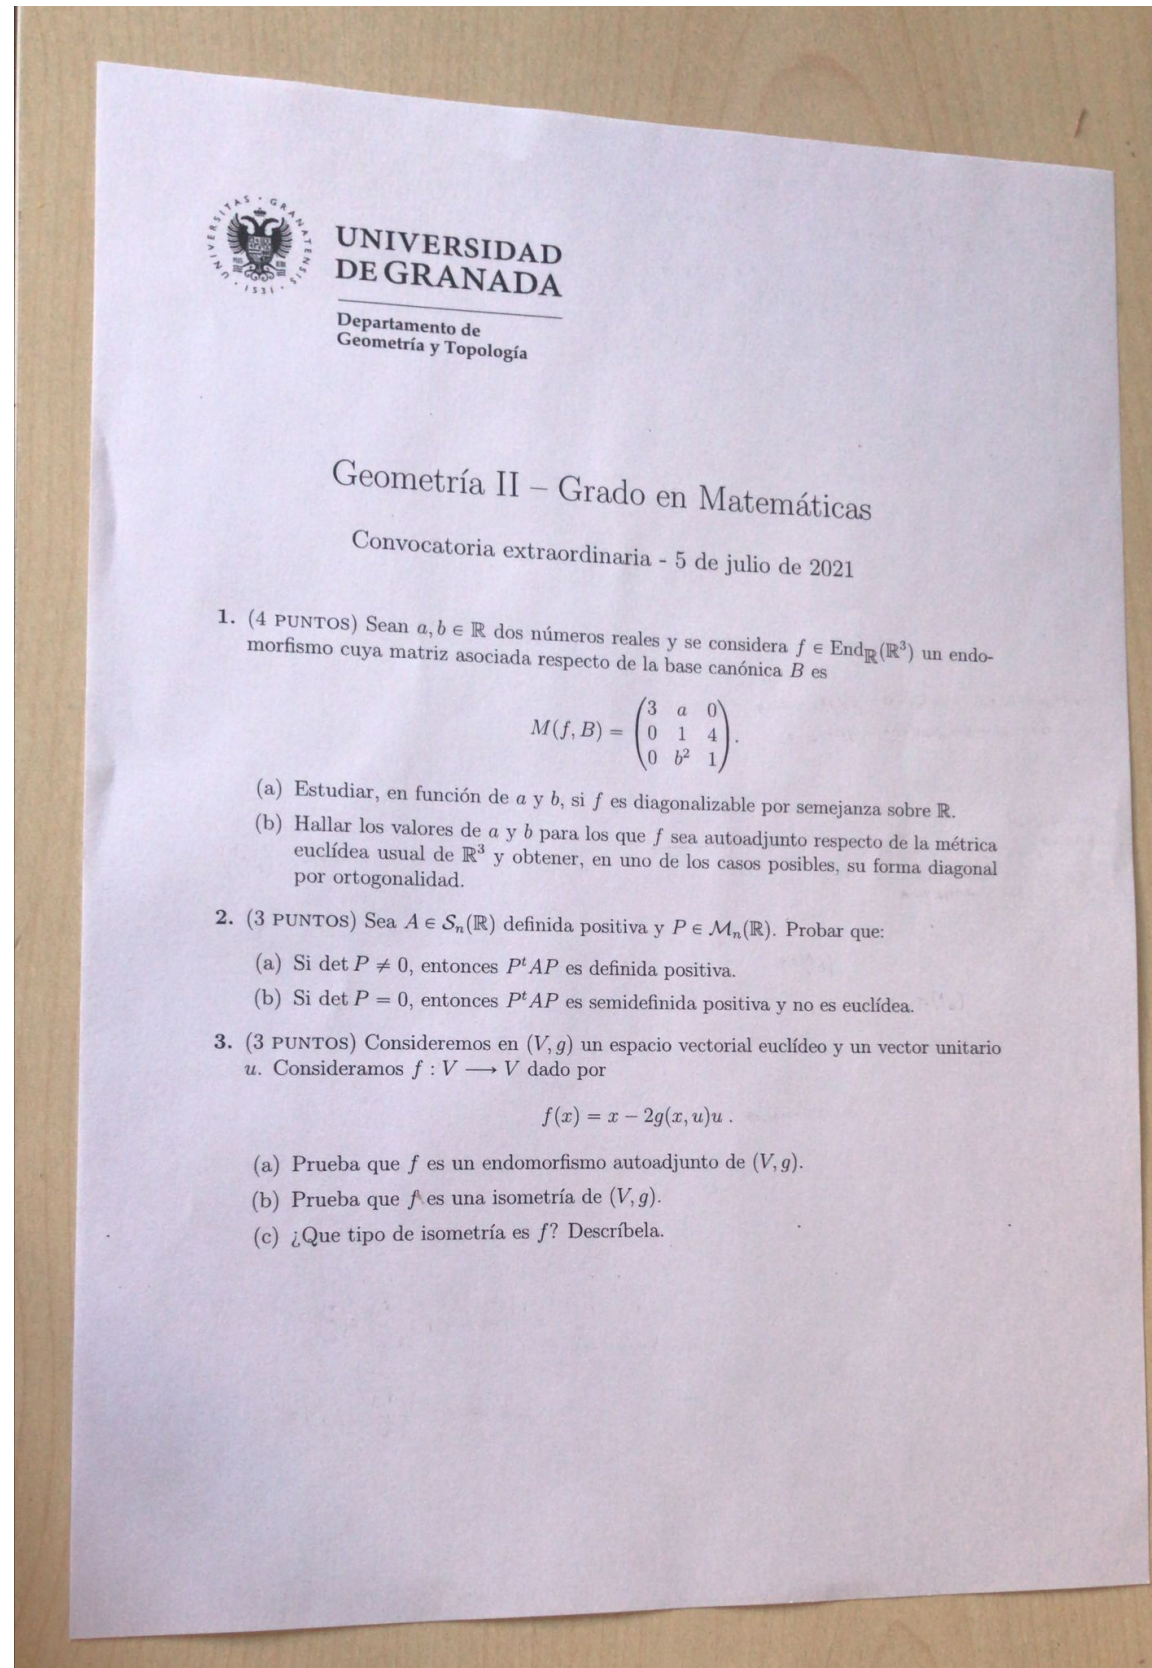 UNIVERSITAS · GRANATENSIS · 1531 ·
UNIVERSIDAD
DE GRANADA
Departamento de
Geometría y Topología
Geometría II – Grado en Matemáticas
Convocatoria extraordinaria - 5 de julio de 2021
1. (4 PUNTOS) Sean a, b ∈ ℝ dos números reales y se considera f ∈ End_ℝ(ℝ³) un endo-
morfismo cuya matriz asociada respecto de la base canónica B es
M(f, B) = \begin{pmatrix} 3 & a & 0 \\ 0 & 1 & 4 \\ 0 & b² & 1 \end{pmatrix}.
(a) Estudiar, en función de a y b, si f es diagonalizable por semejanza sobre ℝ.
(b) Hallar los valores de a y b para los que f sea autoadjunto respecto de la métrica
euclídea usual de ℝ³ y obtener, en uno de los casos posibles, su forma diagonal
por ortogonalidad.
2. (3 PUNTOS) Sea A ∈ 𝒮ₙ(ℝ) definida positiva y P ∈ ℳₙ(ℝ). Probar que:
(a) Si det P ≠ 0, entonces PᵗAP es definida positiva.
(b) Si det P = 0, entonces PᵗAP es semidefinida positiva y no es euclídea.
3. (3 PUNTOS) Consideremos en (V, g) un espacio vectorial euclídeo y un vector unitario
u. Consideramos f : V ⟶ V dado por
f(x) = x − 2g(x, u)u .
(a) Prueba que f es un endomorfismo autoadjunto de (V, g).
(b) Prueba que f es una isometría de (V, g).
(c) ¿Que tipo de isometría es f? Descríbela.